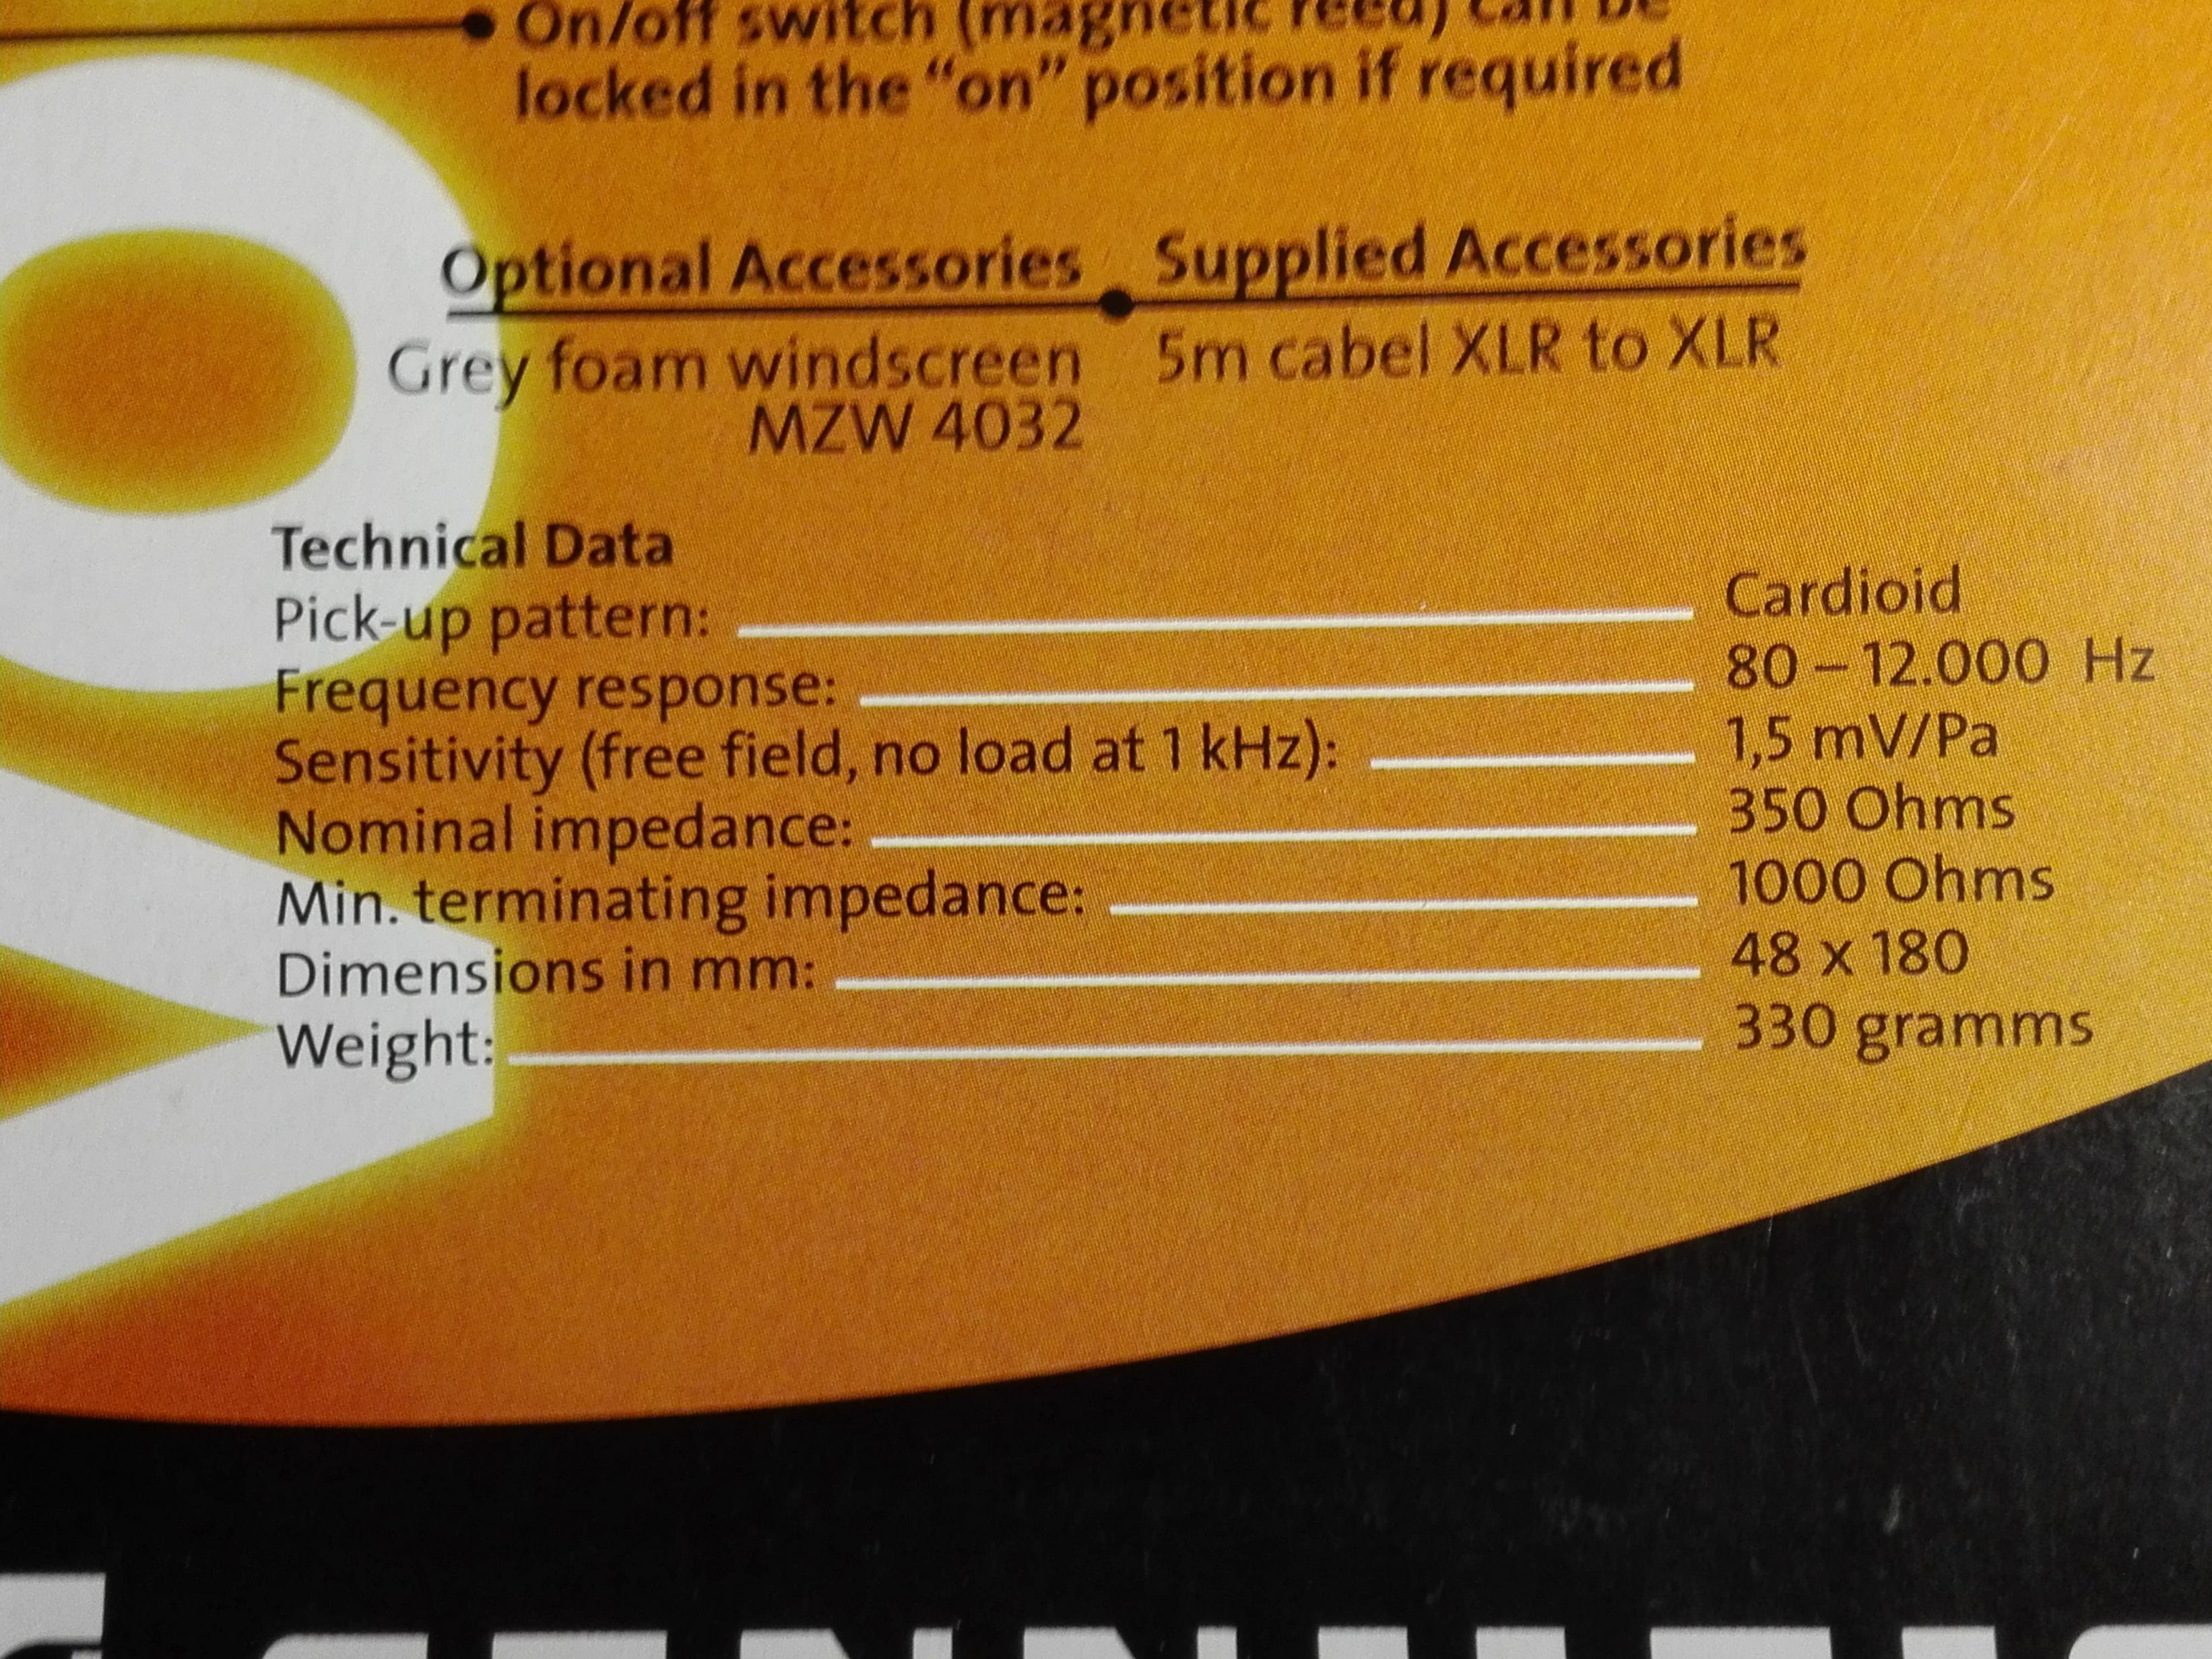 On/off switch (magnetic reed) can be
locked in the “on” position if required
Optional Accessories
Grey foam windscreen
MZW 4032
Supplied Accessories
5m cabel XLR to XLR
Technical Data
Pick-up pattern: Cardioid
Frequency response: 80 – 12.000 Hz
Sensitivity (free field, no load at 1 kHz): 1,5 mV/Pa
Nominal impedance: 350 Ohms
Min. terminating impedance: 1000 Ohms
Dimensions in mm: 48 x 180
Weight: 330 gramms